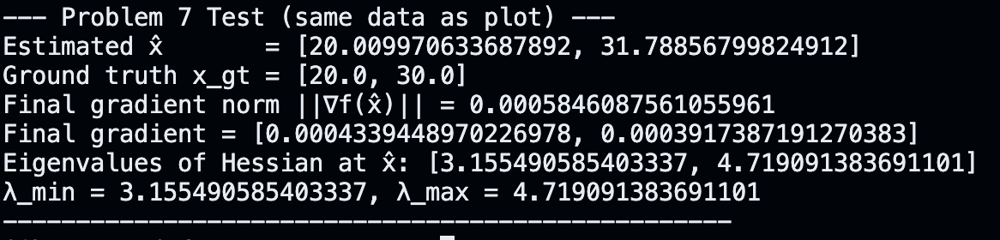 --- Problem 7 Test (same data as plot) ---
Estimated x̂       = [20.009970633687892, 31.78856799824912]
Ground truth x_gt = [20.0, 30.0]
Final gradient norm ||∇f(x̂)|| = 0.0005846087561055961
Final gradient = [0.0004339448970226978, 0.0003917387191270383]
Eigenvalues of Hessian at x̂: [3.155490585403337, 4.719091383691101]
λ_min = 3.155490585403337, λ_max = 4.719091383691101
---------------------------------------------------